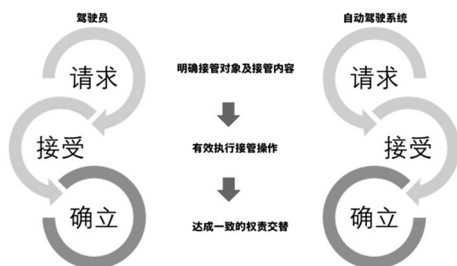 驾驶员
自动驾驶系统
请求
明确接管对象及接管内容
请求
接受
有效执行接管操作
接受
确立
达成一致的权责交替
确立